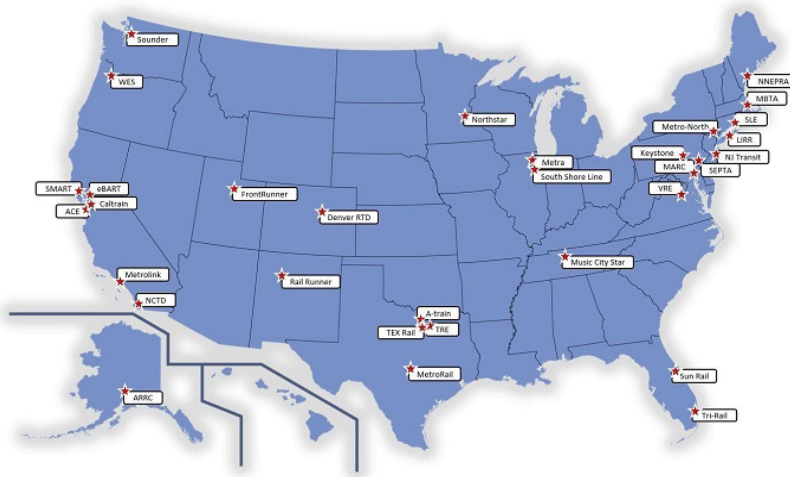 Sounder
WES
NNEPRA
MBTA
Northstar
SLE
Metro-North
LIRR
Keystone
NJ Transit
Metra
MARC
SEPTA
South Shore Line
SMART
eBART
VRE
FrontRunner
Caltrain
ACE
Denver RTD
Music City Star
Metrolink
Rail Runner
NCTD
A-train
TEX Rail
TRE
MetroRail
Sun Rail
ARRC
Tri-Rail